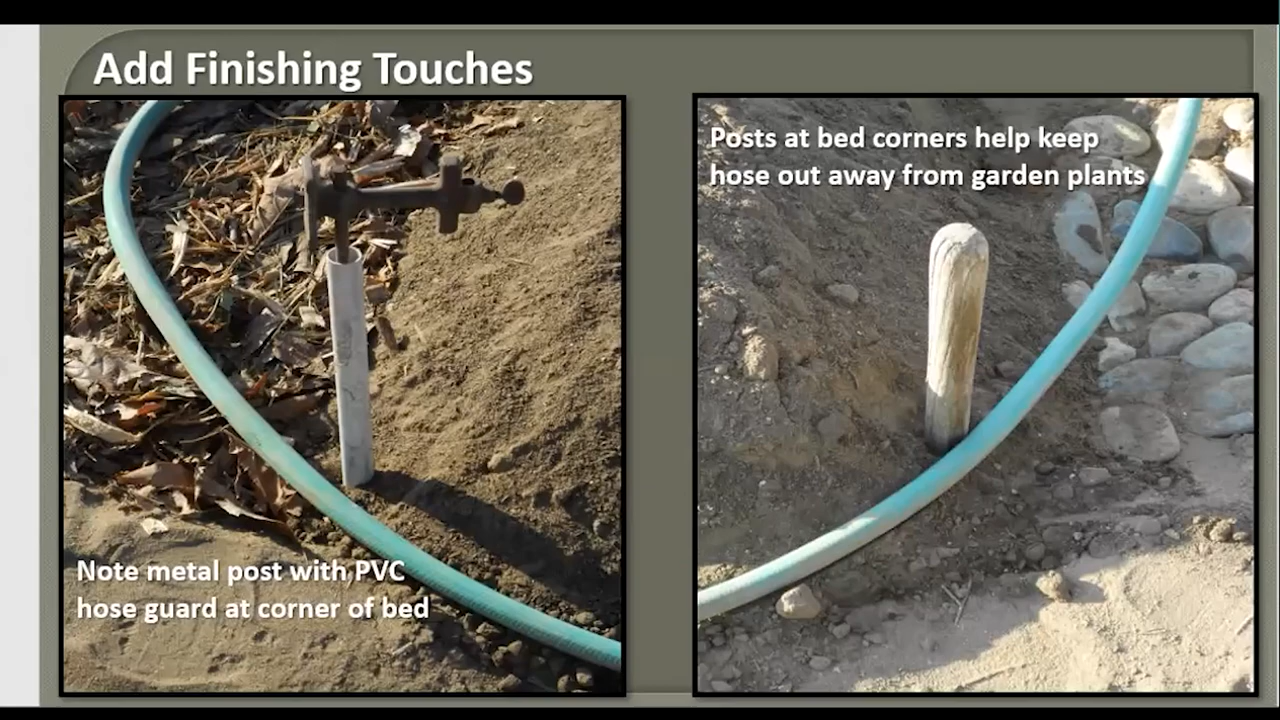 Add Finishing Touches
Note metal post with PVC
hose guard at corner of bed
Posts at bed corners help keep
hose out away from garden plants